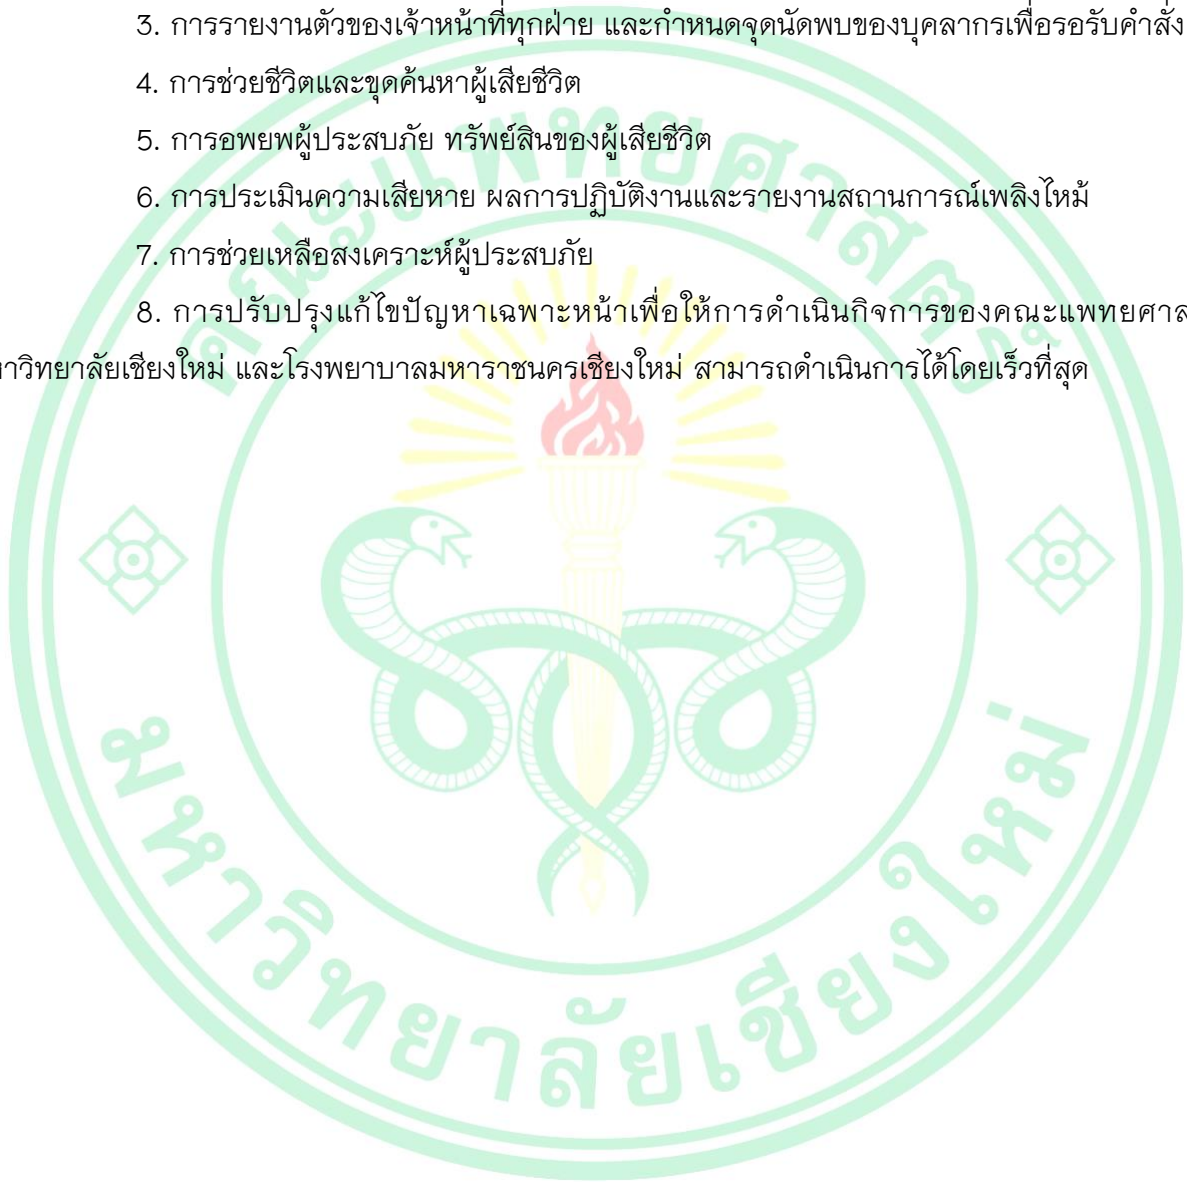 3. การรายงานตัวของเจ้าหน้าที่ทุกฝ่าย และกำหนดจุดนัดพบของบุคลากรเพื่อรอรับคำสั่ง
4. การช่วยชีวิตและขุดค้นหาผู้เสียชีวิต
5. การอพยพผู้ประสบภัย ทรัพย์สินของผู้เสียชีวิต
6. การประเมินความเสียหาย ผลการปฏิบัติงานและรายงานสถานการณ์เพลิงไหม้
7. การช่วยเหลือสงเคราะห์ผู้ประสบภัย
8. การปรับปรุงแก้ไขปัญหาเฉพาะหน้าเพื่อให้การดำเนินกิจการของคณะแพทยศาส
หาวิทยาลัยเชียงใหม่ และโรงพยาบาลมหาราชนครเชียงใหม่ สามารถดำเนินการได้โดยเร็วที่สุด
คณะแพทยศาสตร์
มหาวิทยาลัยเชียงใหม่